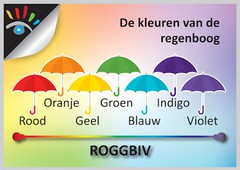 De kleuren van de
regenboog
Oranje Groen Indigo
Rood Geel Blauw Violet
ROGGBIV